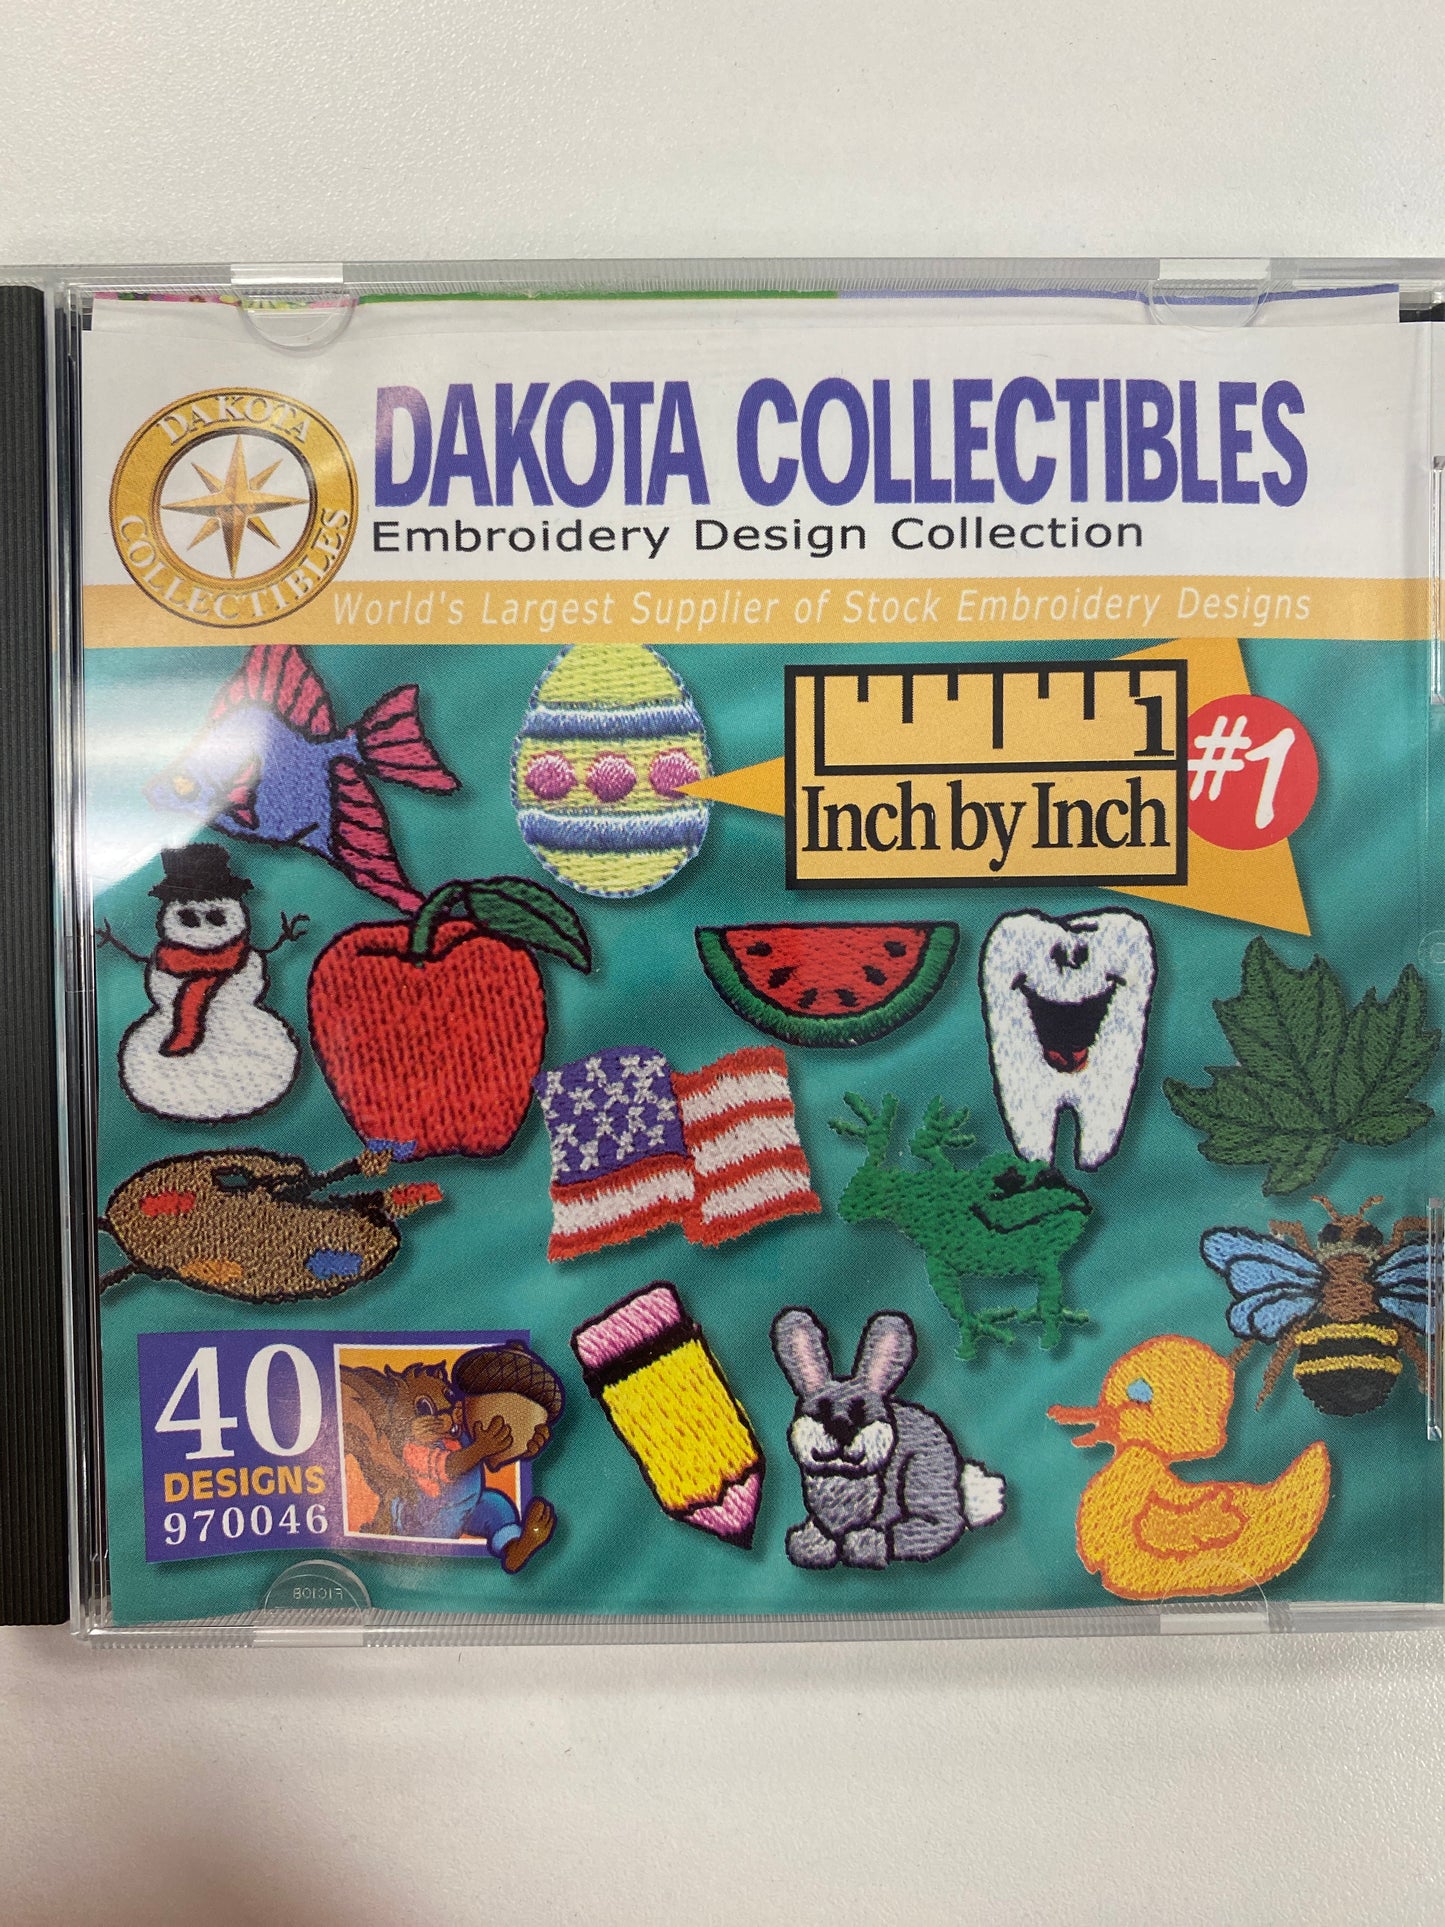 DAKOTA
COLLECTIBLES
DAKOTA COLLECTIBLES
Embroidery Design Collection
World's Largest Supplier of Stock Embroidery Designs
1
Inch by Inch
#1
40
DESIGNS
970046
F1C108